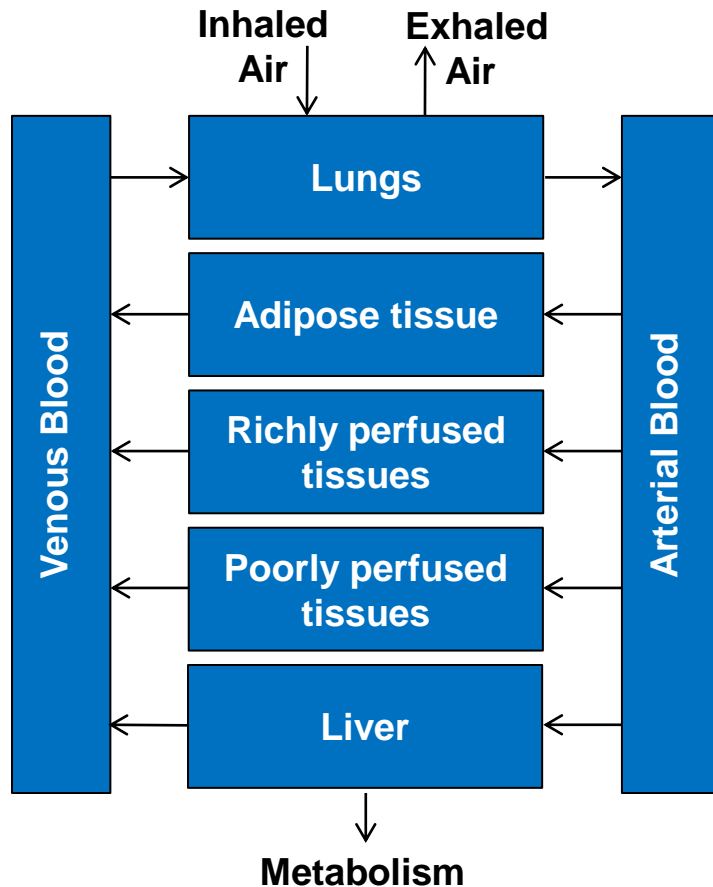 Inhaled
Air
Exhaled
Air
Venous Blood
Lungs
Adipose tissue
Richly perfused
tissues
Poorly perfused
tissues
Liver
Arterial Blood
Metabolism